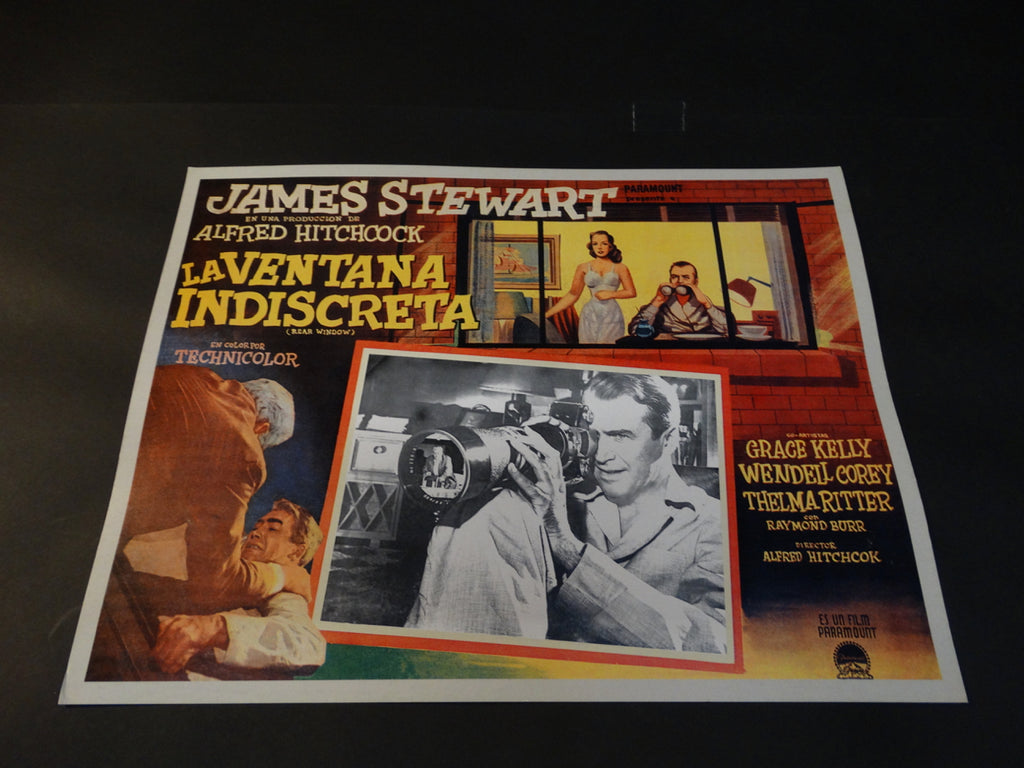 JAMES STEWART
PARAMOUNT
presenta a;
EN UNA PRODUCCION DE
ALFRED HITCHCOCK
LA VENTANA
INDISCRETA
(REAR WINDOW)
EN COLOR POR
TECHNICOLOR
CO-ARTISTAS
GRACE KELLY
WENDELL COREY
THELMA RITTER
con
RAYMOND BURR
DIRECTOR
ALFRED HITCHCOK
ES UN FILM
PARAMOUNT